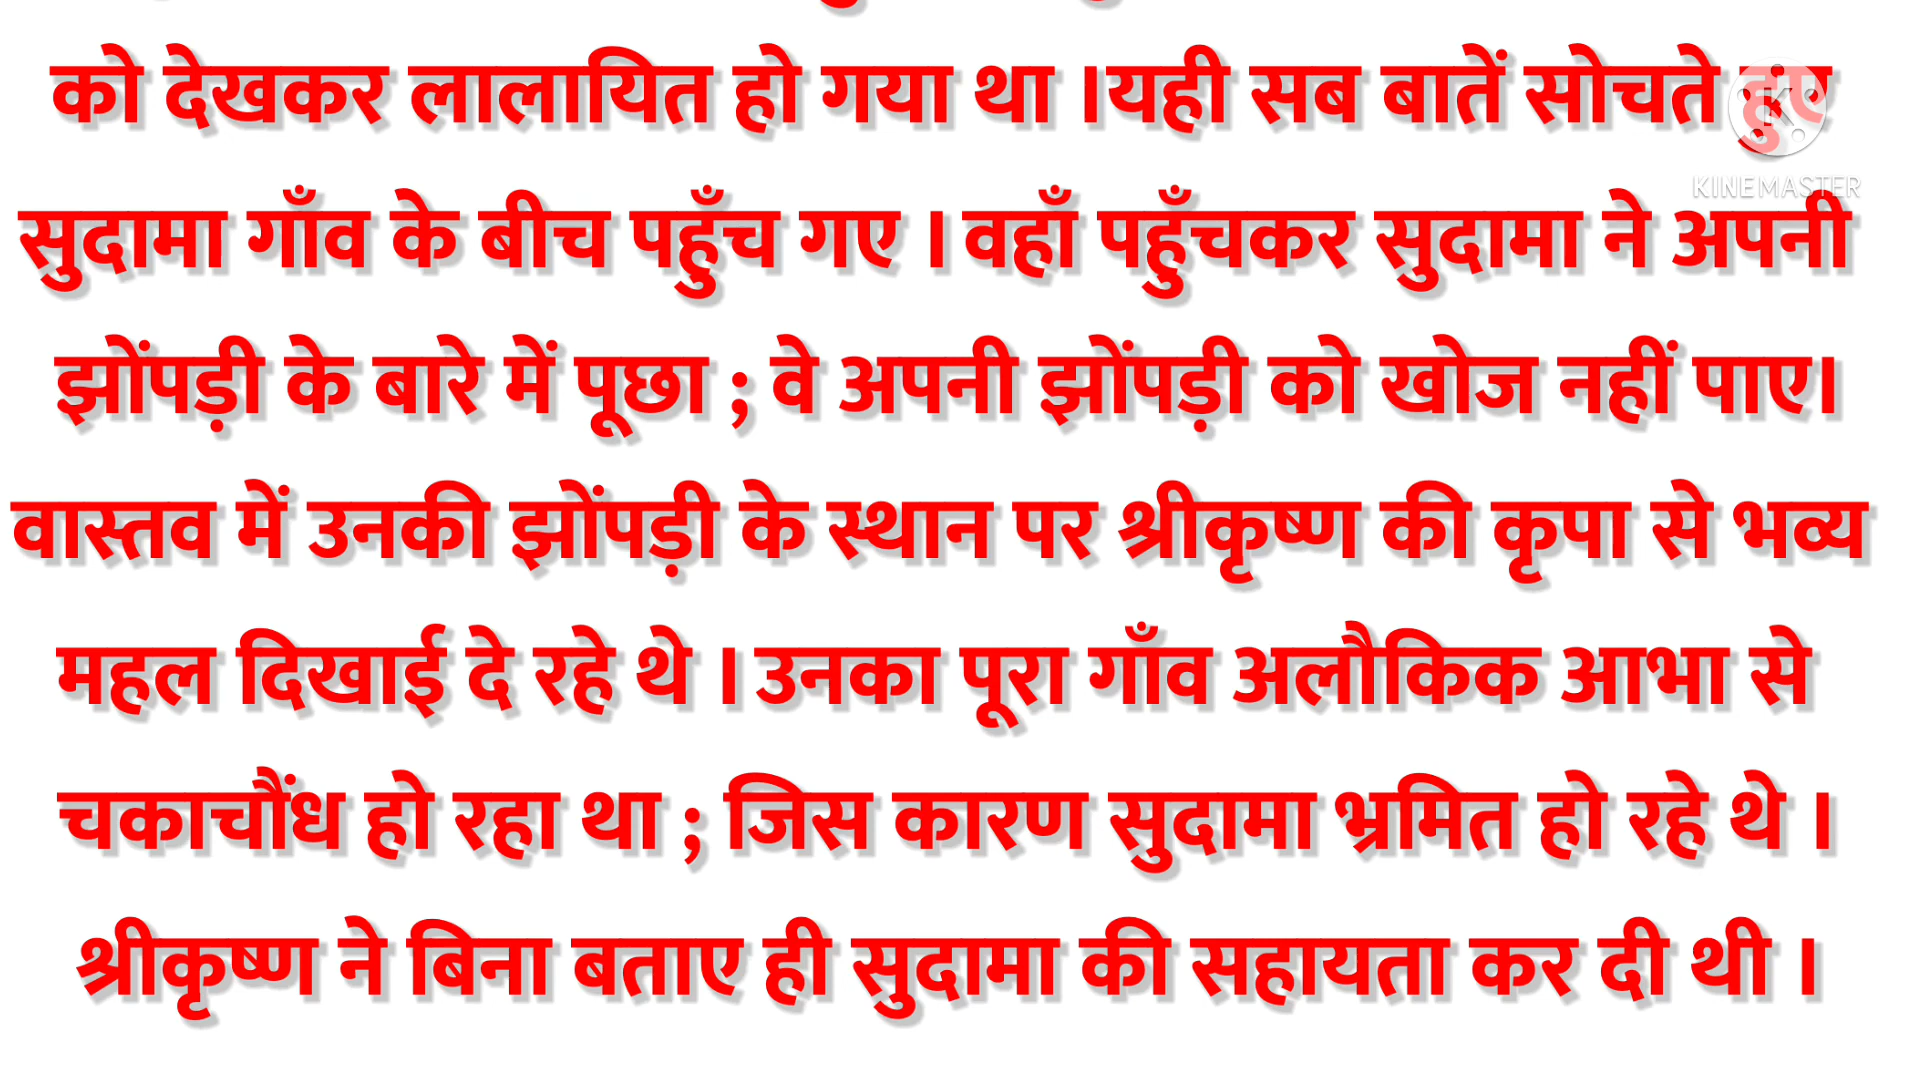 को देखकर लालायित हो गया था ।यही सब बातें सोचते हुए
KINEMASTER
सुदामा गाँव के बीच पहुँच गए । वहाँ पहुँचकर सुदामा ने अपनी
झोंपड़ी के बारे में पूछा ; वे अपनी झोंपड़ी को खोज नहीं पाए।
वास्तव में उनकी झोंपड़ी के स्थान पर श्रीकृष्ण की कृपा से भव्य
महल दिखाई दे रहे थे । उनका पूरा गाँव अलौकिक आभा से
चकाचौंध हो रहा था ; जिस कारण सुदामा भ्रमित हो रहे थे ।
श्रीकृष्ण ने बिना बताए ही सुदामा की सहायता कर दी थी ।